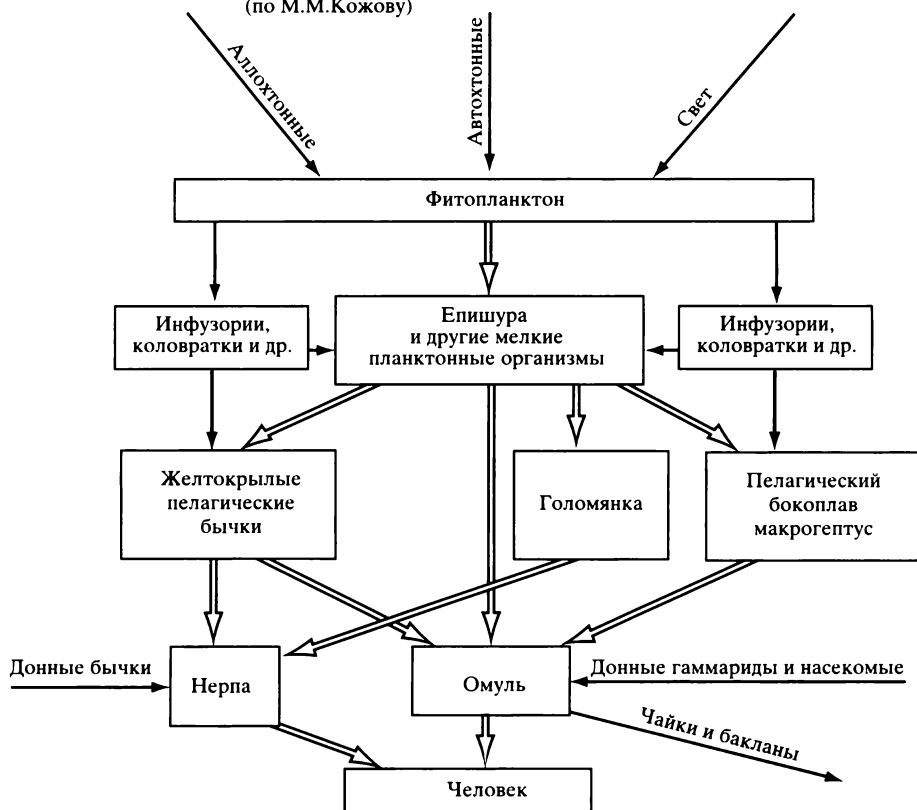 (по М.М.Кожову)
Аллохтонные
Автохтонные
Свет
Фитопланктон
Инфузории,
коловратки и др.
Епишура
и другие мелкие
планктонные организмы
Инфузории,
коловратки и др.
Желтокрылые
пелагические
бычки
Голомянка
Пелагический
бокоплав
макрогептус
Донные бычки
Нерпа
Омуль
Донные гаммариды и насекомые
Чайки и бакланы
Человек